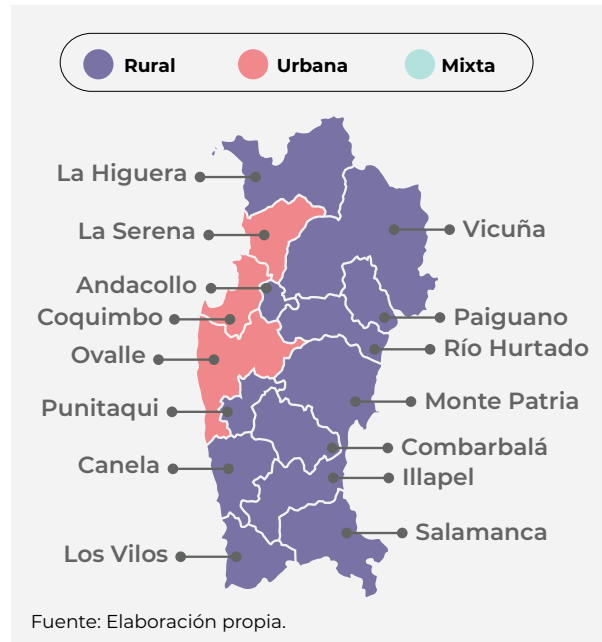 Rural Urbana Mixta
La Higuera
La Serena
Vicuña
Andacollo
Coquimbo
Paiguano
Ovalle
Río Hurtado
Punitaqui
Monte Patria
Combarbalá
Canela
Illapel
Salamanca
Los Vilos
Fuente: Elaboración propia.